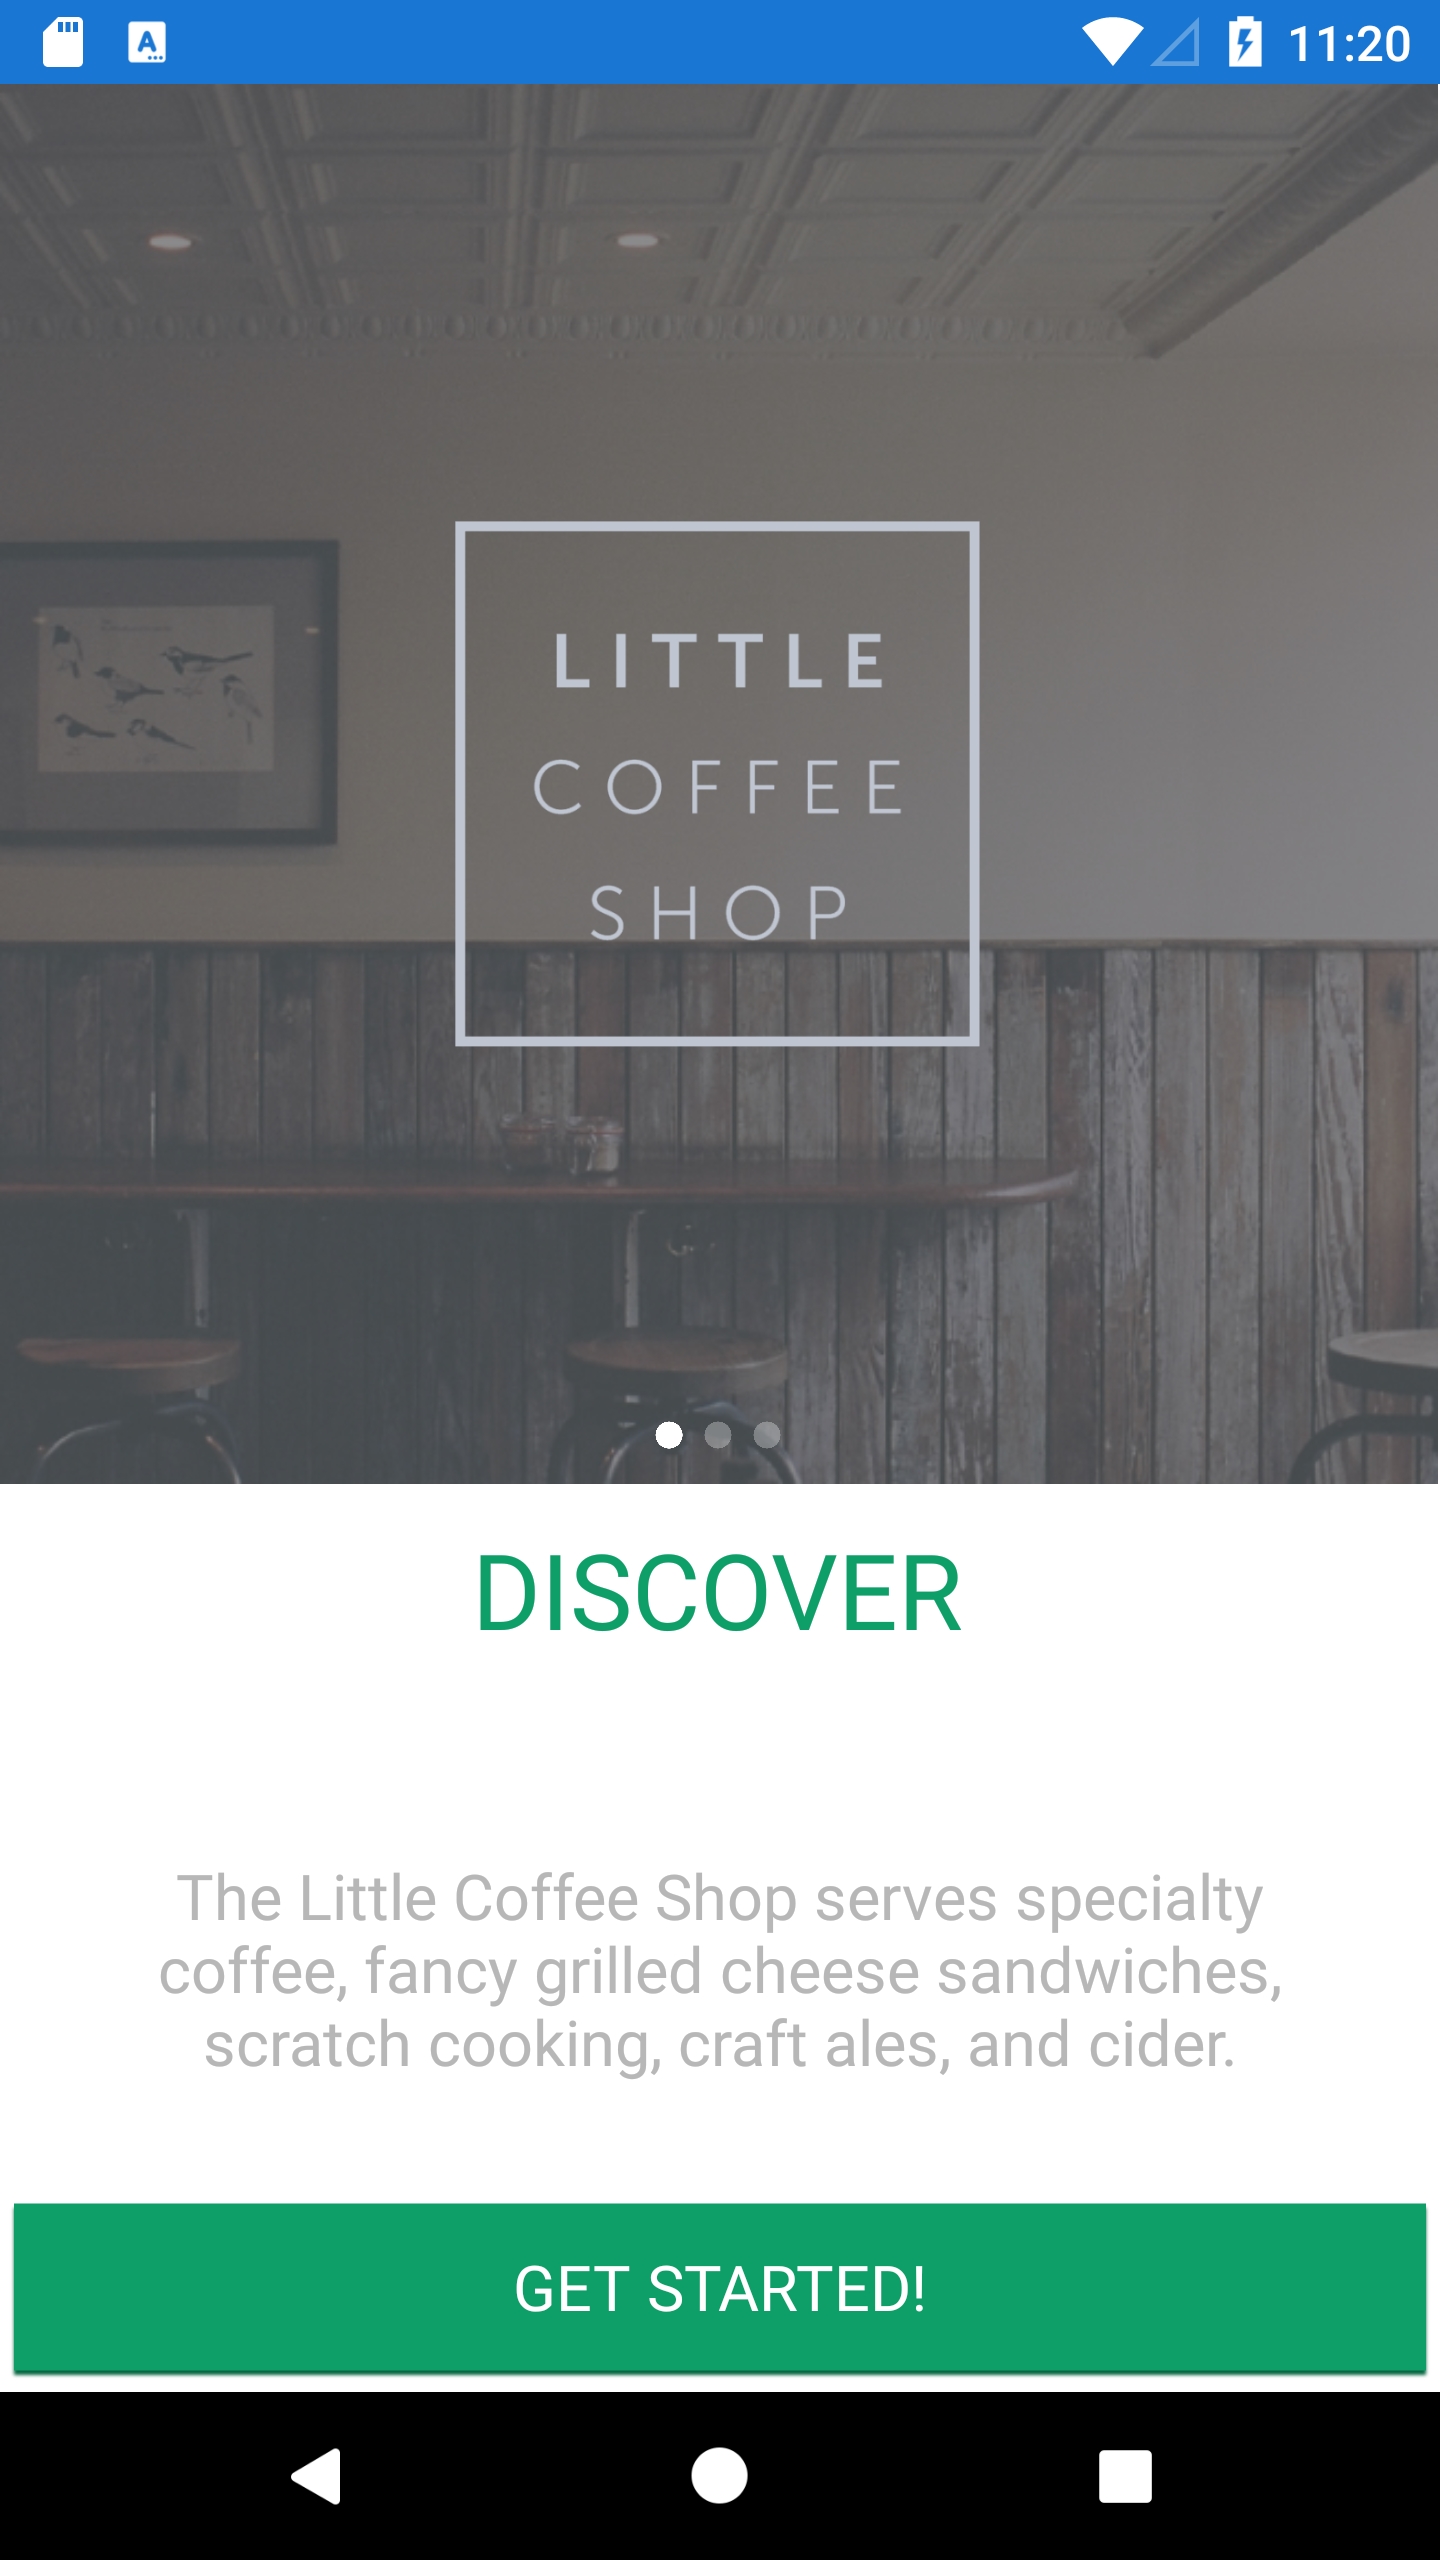 11:20
LITTLE
COFFEE
SHOP
DISCOVER
The Little Coffee Shop serves specialty
coffee, fancy grilled cheese sandwiches,
scratch cooking, craft ales, and cider.
GET STARTED!